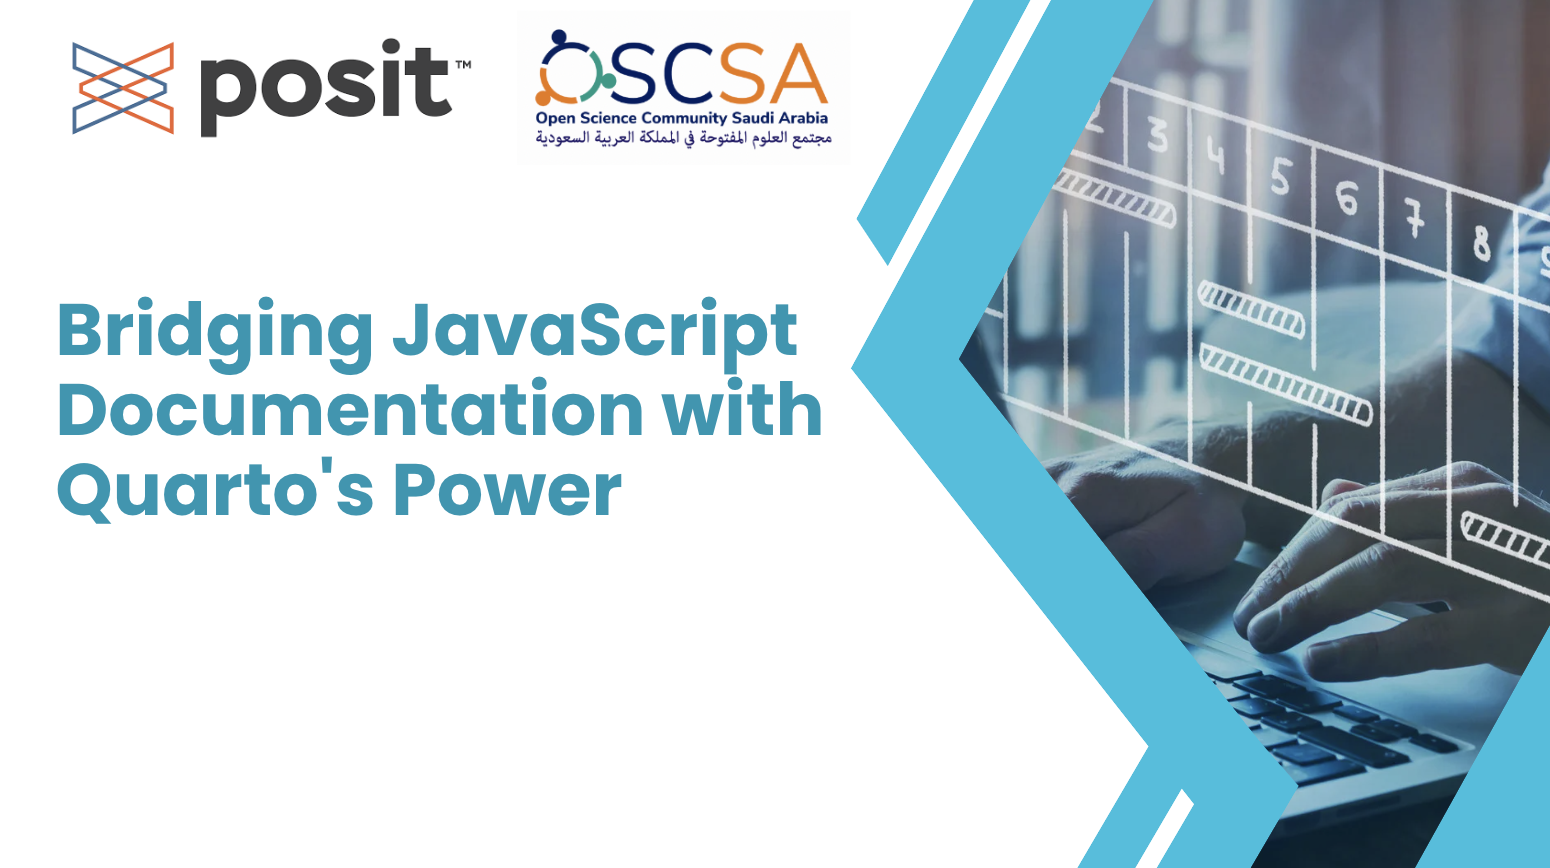 posit™
OSCSA
Open Science Community Saudi Arabia
مجتمع العلوم المفتوحة في المملكة العربية السعودية
Bridging JavaScript
Documentation with
Quarto's Power
2 3 4 5 6 7 8 9